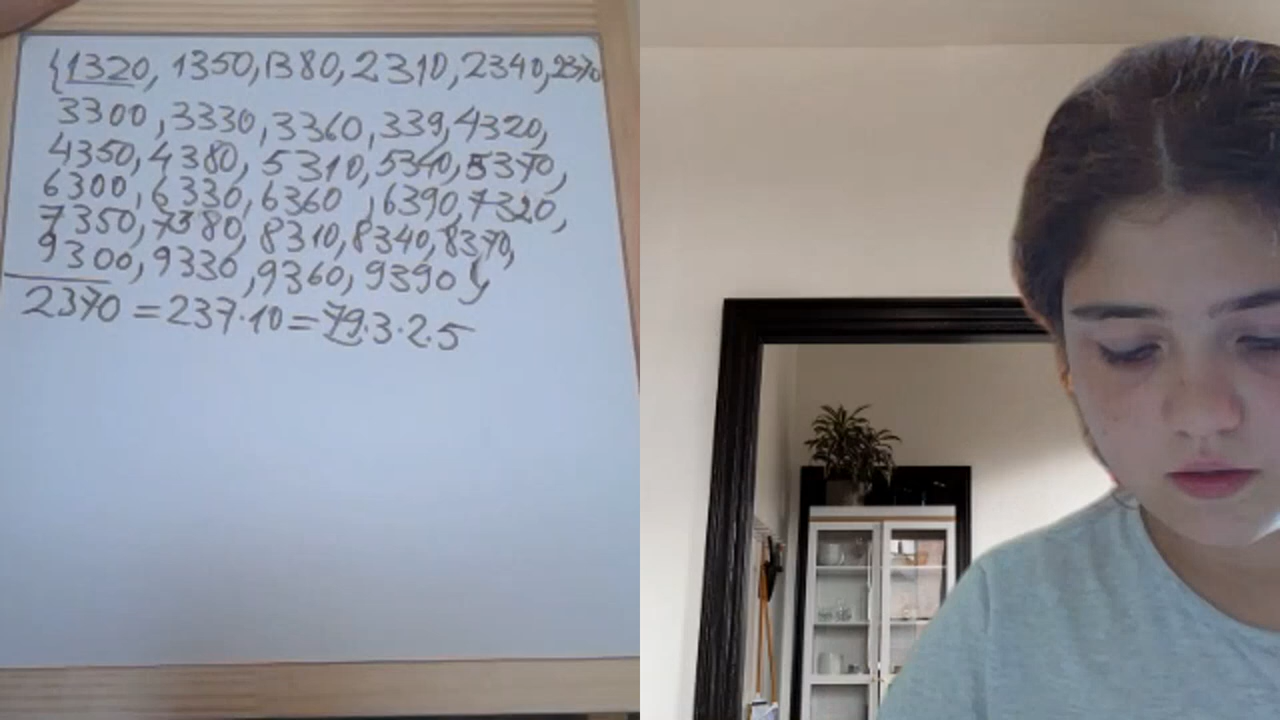 {1320, 1350, 1380, 2310, 2340, 2370
3300, 3330, 3360, 339, 4320,
4350, 4380, 5310, 5340, 5370,
6300, 6330, 6360, 6390, 7320,
7350, 7380, 8310, 8340, 8370,
9300, 9330, 9360, 9390}
2370 = 237·10 = 79·3·2·5